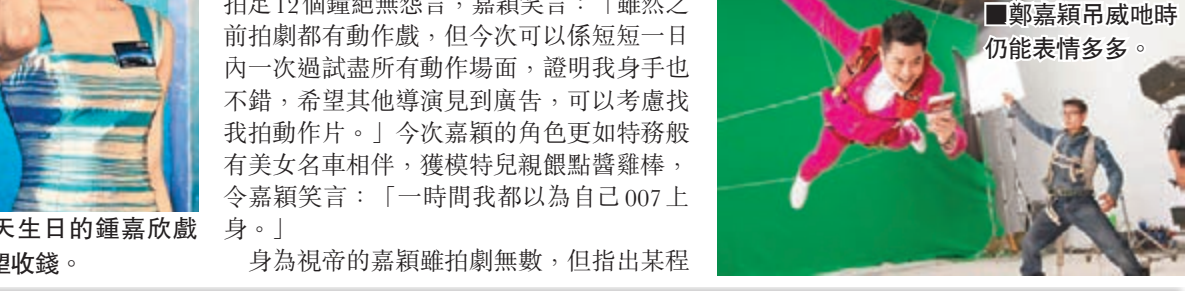 拍足12個鐘絕無怨言，嘉穎笑言：「雖然之
前拍劇都有動作戲，但今次可以係短短一日
內一次過試盡所有動作場面，證明我身手也
不錯，希望其他導演見到廣告，可以考慮找
我拍動作片。」今次嘉穎的角色更如特務般
有美女名車相伴，獲模特兒親餵點醬雞棒，
令嘉穎笑言：「一時間我都以為自己007上
身。」
身為視帝的嘉穎雖拍劇無數，但指出某程
天生日的鍾嘉欣戲
望收錢。
■鄭嘉穎吊威吔時
仍能表情多多。